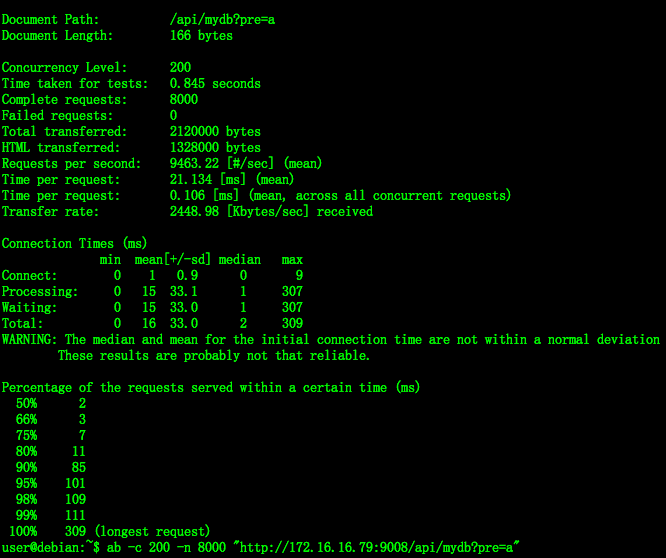 Document Path:          /api/mydb?pre=a
Document Length:        166 bytes

Concurrency Level:      200
Time taken for tests:   0.845 seconds
Complete requests:      8000
Failed requests:        0
Total transferred:      2120000 bytes
HTML transferred:       1328000 bytes
Requests per second:    9463.22 [#/sec] (mean)
Time per request:       21.134 [ms] (mean)
Time per request:       0.106 [ms] (mean, across all concurrent requests)
Transfer rate:          2448.98 [Kbytes/sec] received

Connection Times (ms)
              min  mean[+/-sd] median   max
Connect:        0    1   0.9      0       9
Processing:     0   15  33.1      1     307
Waiting:        0   15  33.0      1     307
Total:          0   16  33.0      2     309
WARNING: The median and mean for the initial connection time are not within a normal deviation
        These results are probably not that reliable.

Percentage of the requests served within a certain time (ms)
  50%      2
  66%      3
  75%      7
  80%     11
  90%     85
  95%    101
  98%    109
  99%    111
 100%    309 (longest request)
user@debian:~$ ab -c 200 -n 8000 "http://172.16.16.79:9008/api/mydb?pre=a"